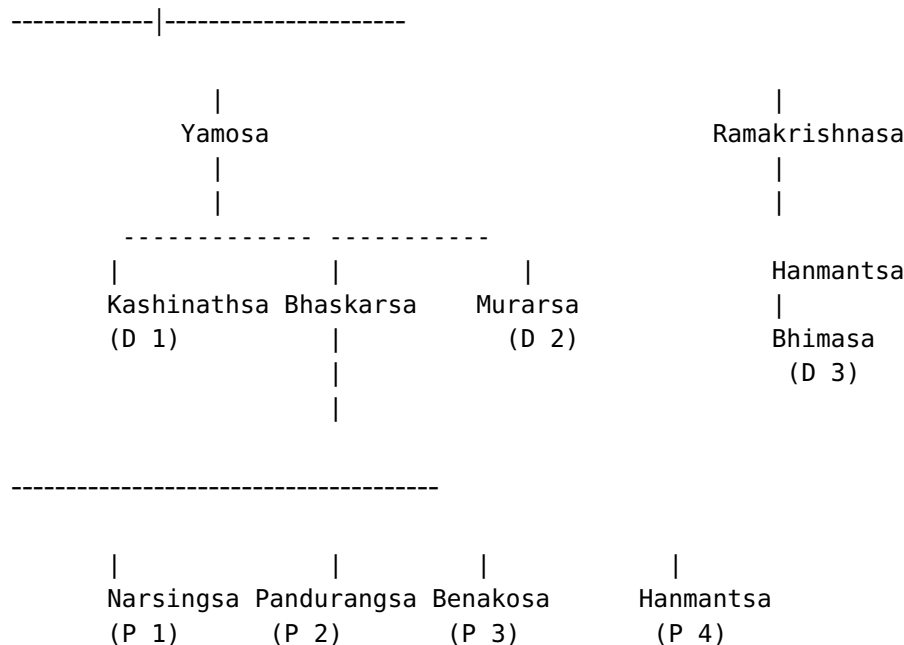 -------------|----------------------
| |
Yamosa Ramakrishnasa
| |
| |
------------- -----------
| | | Hanmantsa
Kashinathsa Bhaskarsa Murarsa |
(D 1) | (D 2) Bhimasa
| (D 3)
|
---------------------------------------
| | | |
Narsingsa Pandurangsa Benakosa Hanmantsa
(P 1) (P 2) (P 3) (P 4)